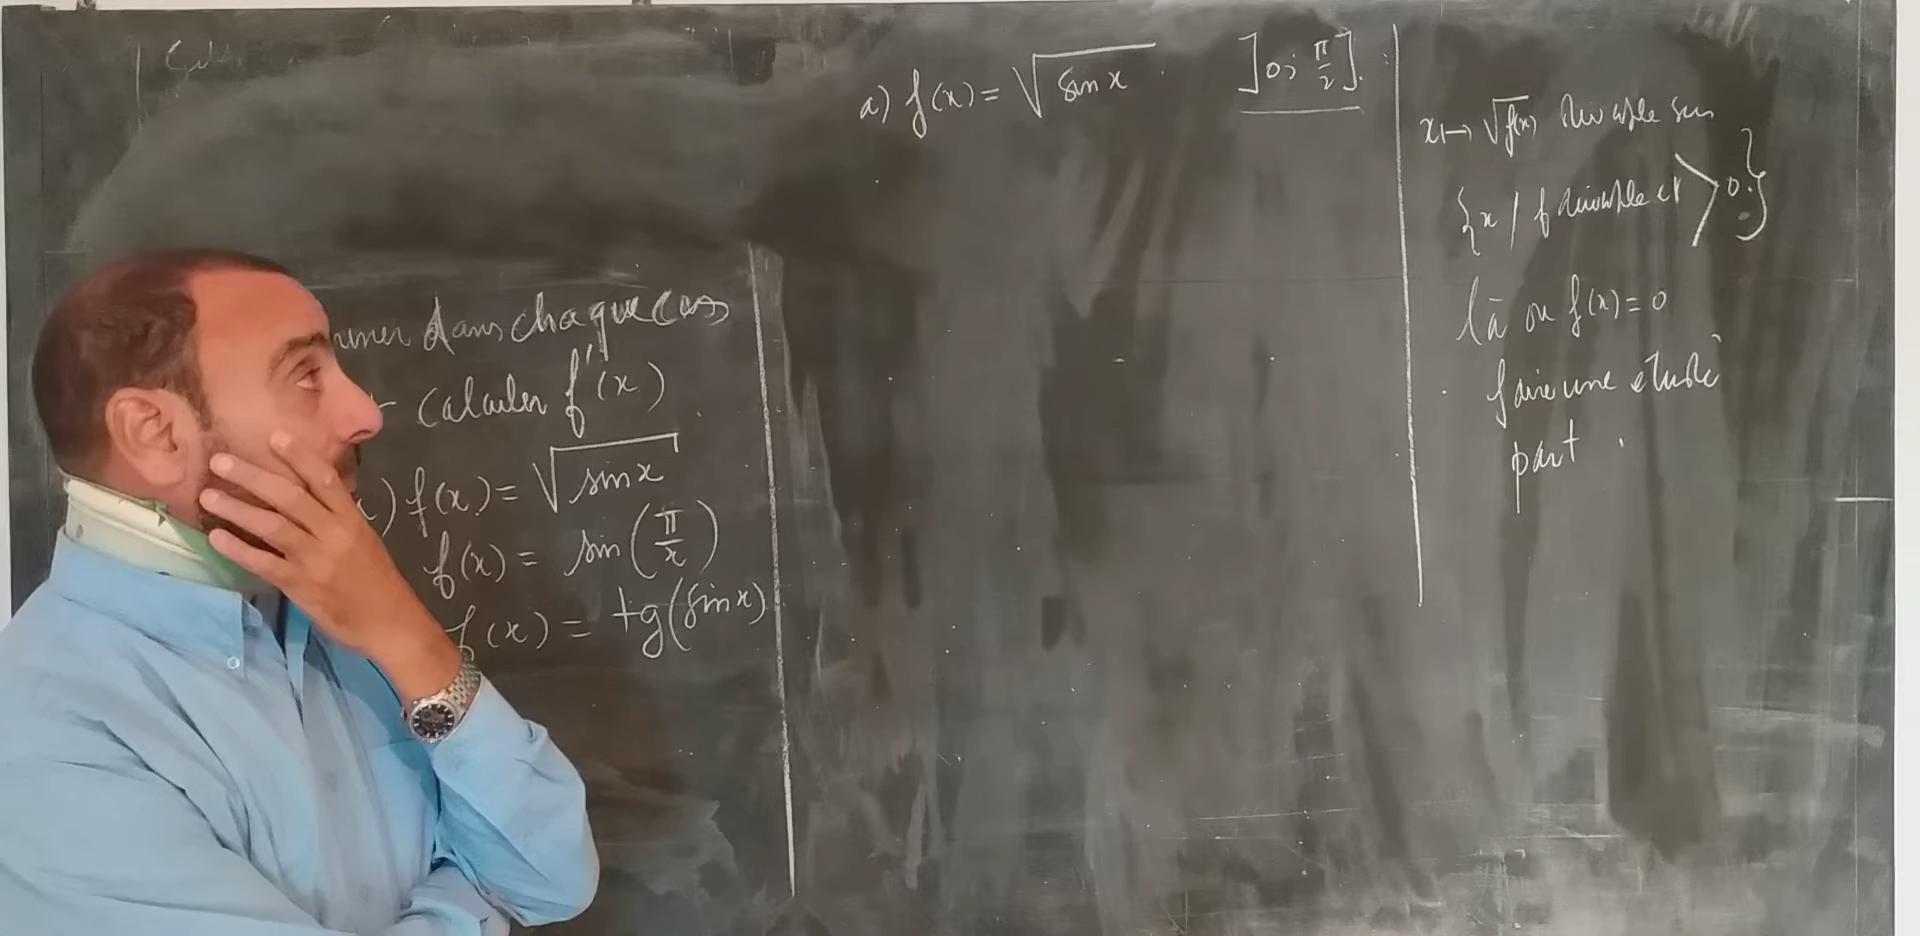 mer dans chaque cas
calculer f'(x)
) f(x) = √sin x
f(x) = sin(π/x)
f(x) = tg(sin x)
a) f(x) = √sin x ]0; π/2].
x ↦ √f(x) dérivable sur
{x / f dérivable et > 0}
là ou f(x) = 0
faire une étude
part.